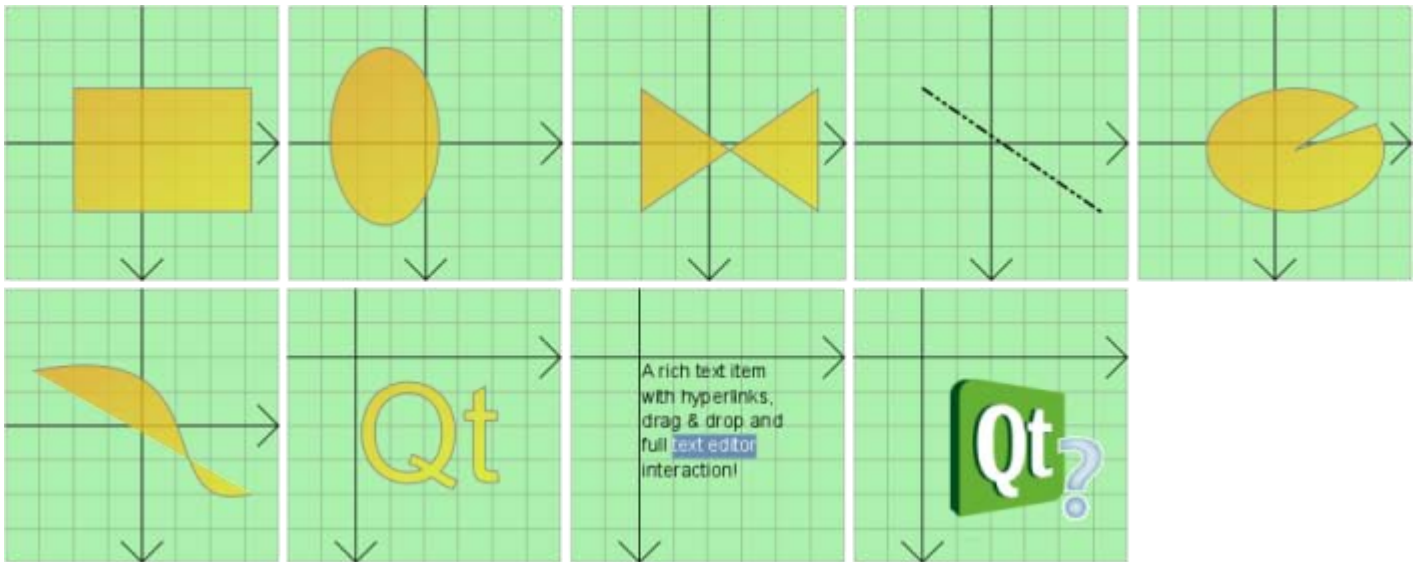 Qt
A rich text item
with hyperlinks,
drag & drop and
full text editor
interaction!
Qt
?